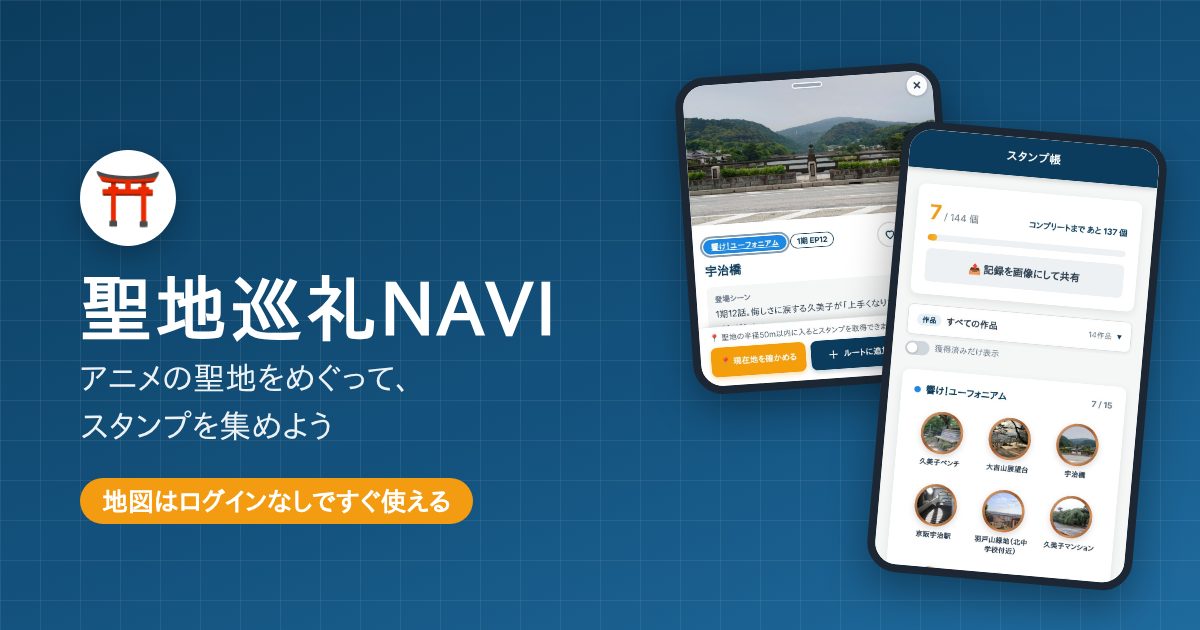 聖地巡礼NAVI
アニメの聖地をめぐって、
スタンプを集めよう
地図はログインなしですぐ使える
響け!ユーフォニアム
1期 EP12
宇治橋
登場シーン
1期12話。悔しさに涙する久美子が「上手くなり
聖地の半径50m以内に入るとスタンプを取得できま
現在地を確かめる
+ ルートに追加
スタンプ帳
7 / 144 個
コンプリートまで あと 137 個
記録を画像にして共有
作品 すべての作品
14作品 ▼
獲得済みだけ表示
響け!ユーフォニアム
7 / 15
久美子ベンチ
大吉山展望台
宇治橋
京阪宇治駅
羽戸山緑地(北中
学校付近)
久美子マンション